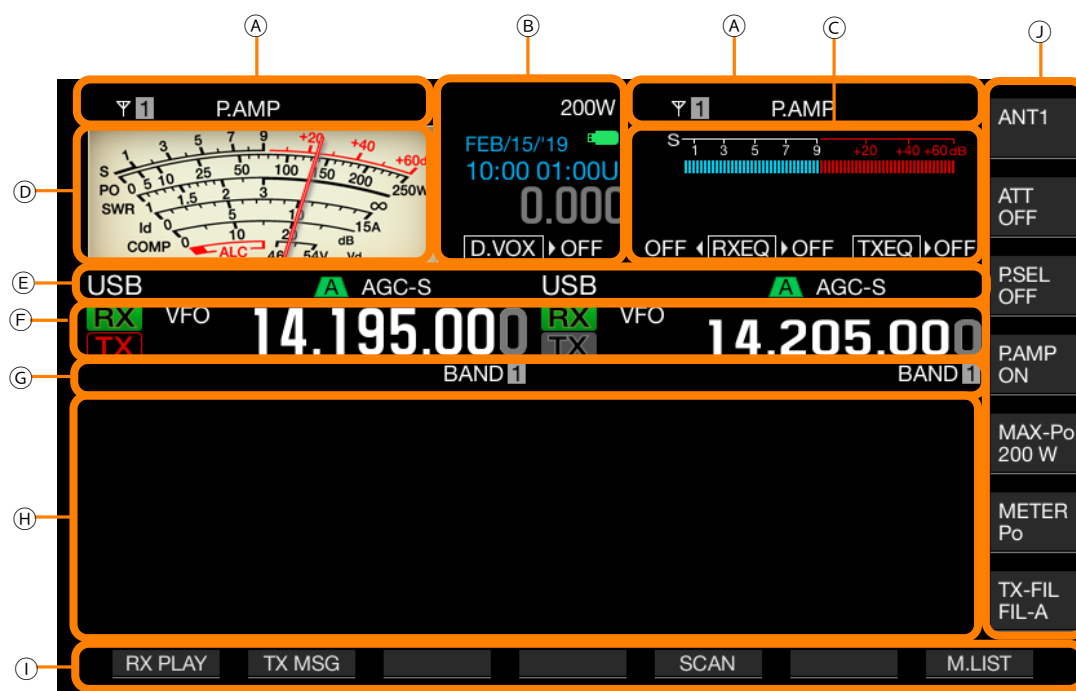 A B A C J
1 P.AMP
200W
1 P.AMP
ANT1
S 1 3 5 7 9 +20 +40 +60d
PO 0 5 10 25 50 100 150 200 250W
SWR 1 1.5 2 3 ∞
Id 0 5 10 15A
COMP 0 10 20 dB
ALC 46 54V Vd
FEB/15/'19
10:00 01:00U
0.000
D.VOX OFF
S 1 3 5 7 9 +20 +40 +60 dB
OFF RXEQ OFF TXEQ OFF
D
ATT
OFF
E
USB A AGC-S USB A AGC-S
P.SEL
OFF
F
RX VFO 14.195.000 RX VFO 14.205.000
TX TX
P.AMP
ON
G
BAND 1 BAND 1
MAX-Po
200 W
H
METER
Po
TX-FIL
FIL-A
I
RX PLAY TX MSG SCAN M.LIST